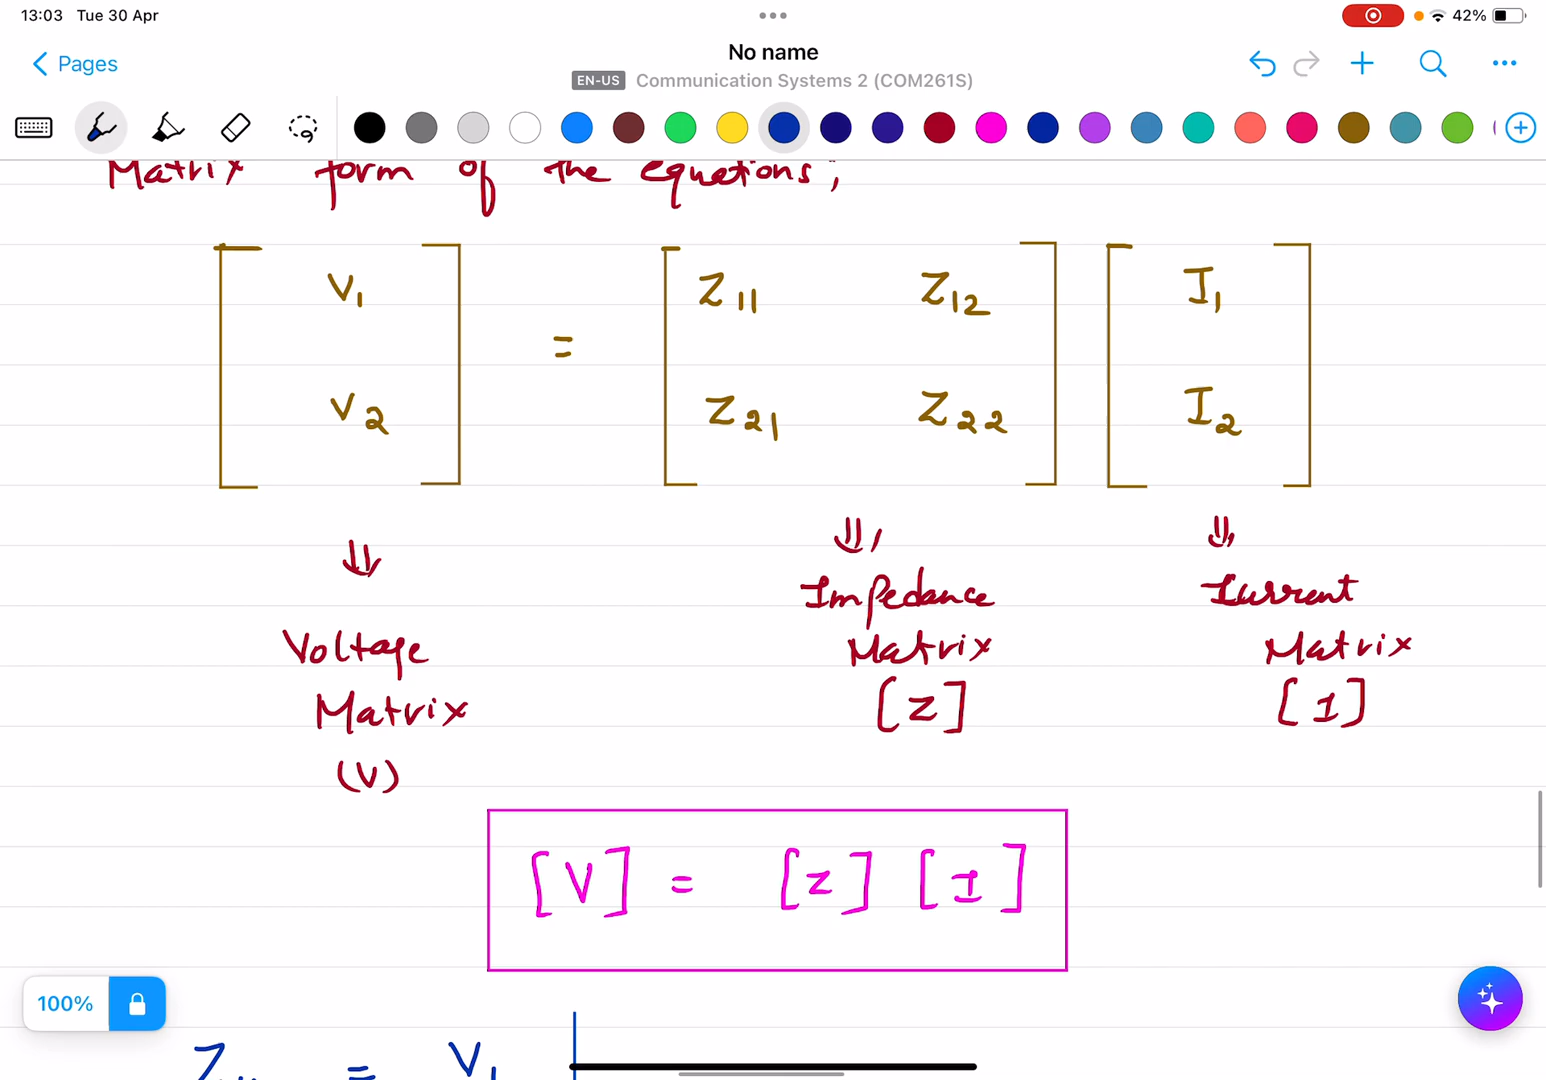 13:03 Tue 30 Apr
42%
Pages
No name
EN-US Communication Systems 2 (COM261S)
Matrix form of the equations,
V1 = Z11 Z12 I1
V2 Z21 Z22 I2
Voltage Matrix (V)
Impedance Matrix [Z]
Current Matrix [I]
[V] = [Z] [I]
100%
= V1